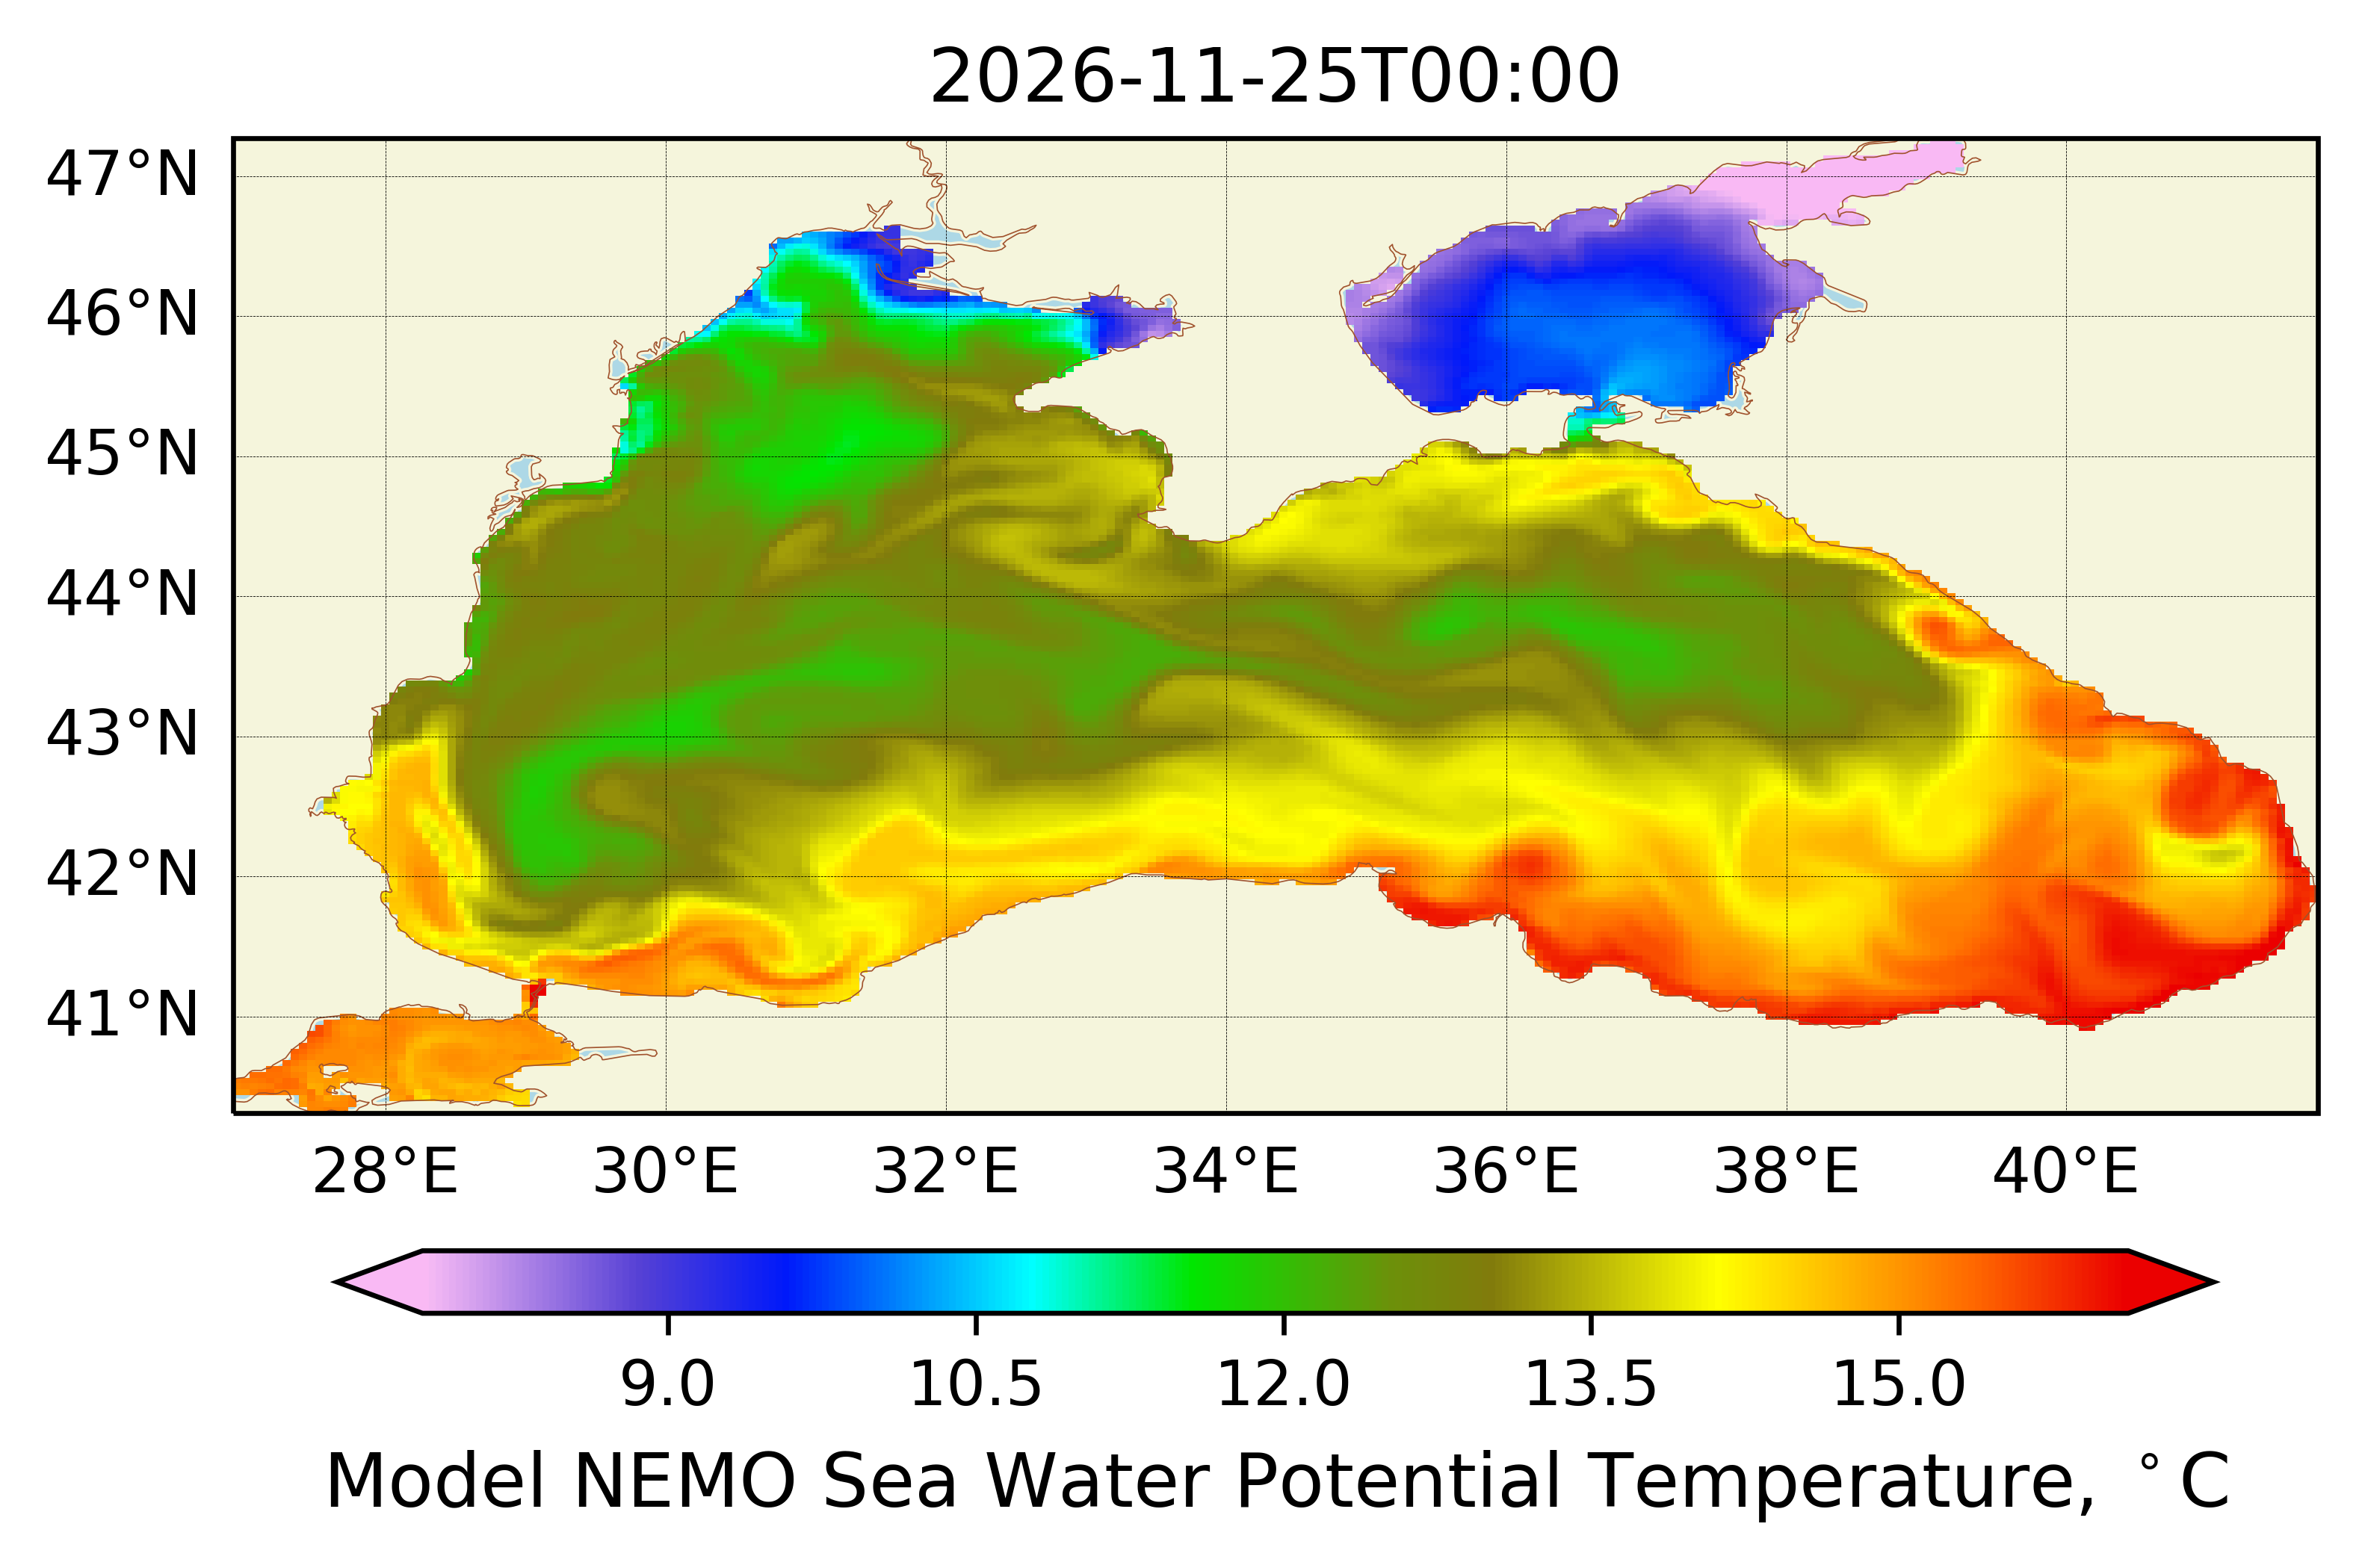 2026-11-25T00:00
47°N
46°N
45°N
44°N
43°N
42°N
41°N
28°E 30°E 32°E 34°E 36°E 38°E 40°E
9.0 10.5 12.0 13.5 15.0
Model NEMO Sea Water Potential Temperature, °C